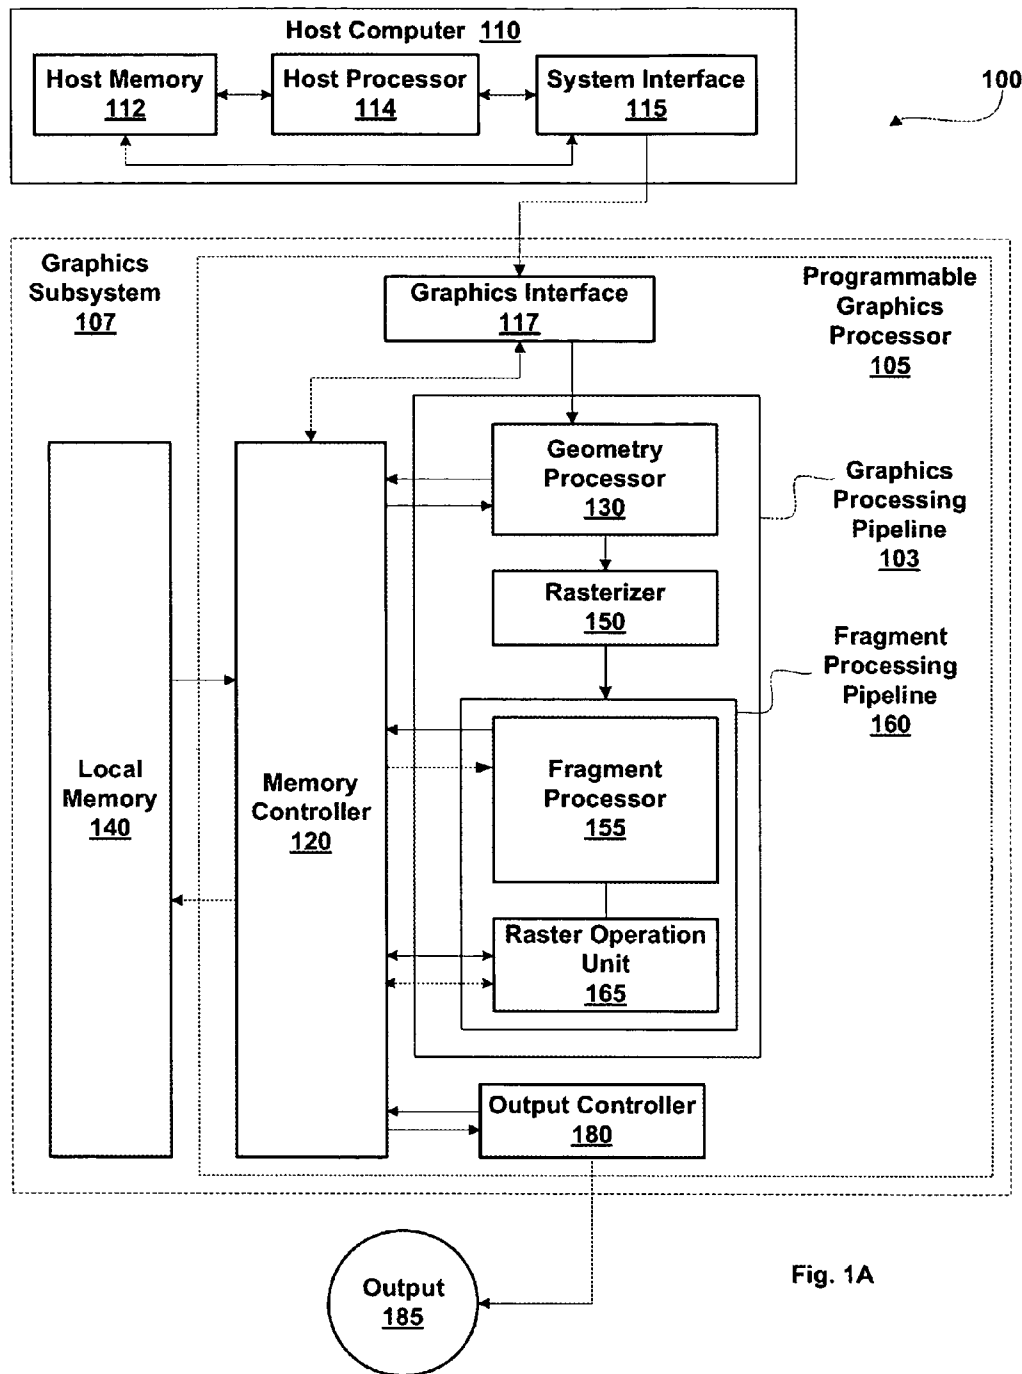 Host Computer 110
Host Memory
112
Host Processor
114
System Interface
115
100
Graphics
Subsystem
107
Programmable
Graphics
Processor
105
Graphics Interface
117
Geometry
Processor
130
Graphics
Processing
Pipeline
103
Rasterizer
150
Fragment
Processing
Pipeline
160
Local
Memory
140
Memory
Controller
120
Fragment
Processor
155
Raster Operation
Unit
165
Output Controller
180
Output
185
Fig. 1A